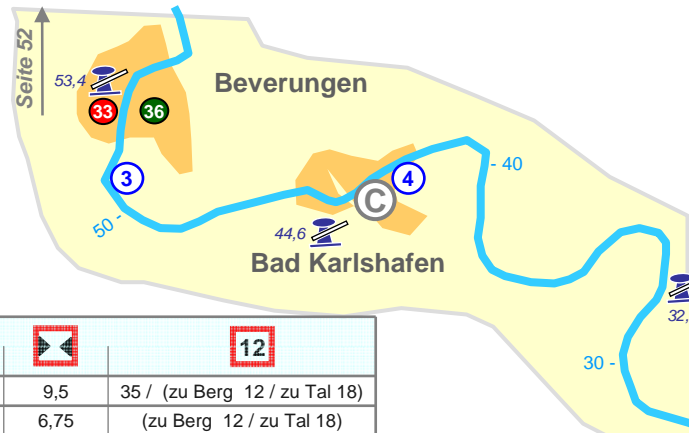 Seite 52
53,4
Beverungen
33
36
3
50 -
4
C
- 40
44,6
Bad Karlshafen
32,
30 -
12
9,5 35 / (zu Berg 12 / zu Tal 18)
6,75 (zu Berg 12 / zu Tal 18)